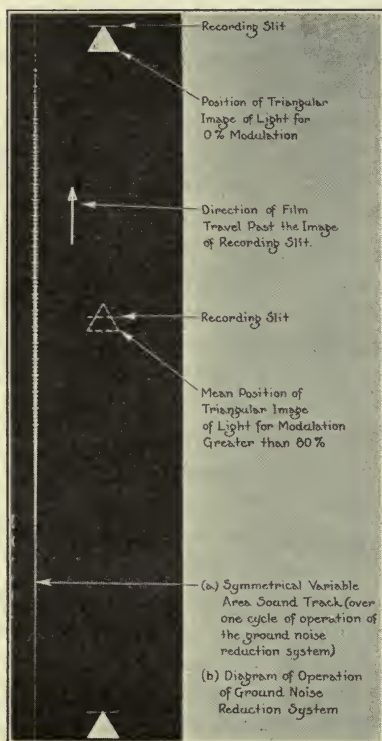 Recording Slit
Position of Triangular
Image of Light for
0% Modulation
Direction of Film
Travel Past the Image
of Recording Slit.
Recording Slit
Mean Position of
Triangular Image
of Light for Modulation
Greater than 80%
(a) Symmetrical Variable
Area Sound Track (over
one cycle of operation of
the ground noise
reduction system)
(b) Diagram of Operation
of Ground Noise
Reduction System